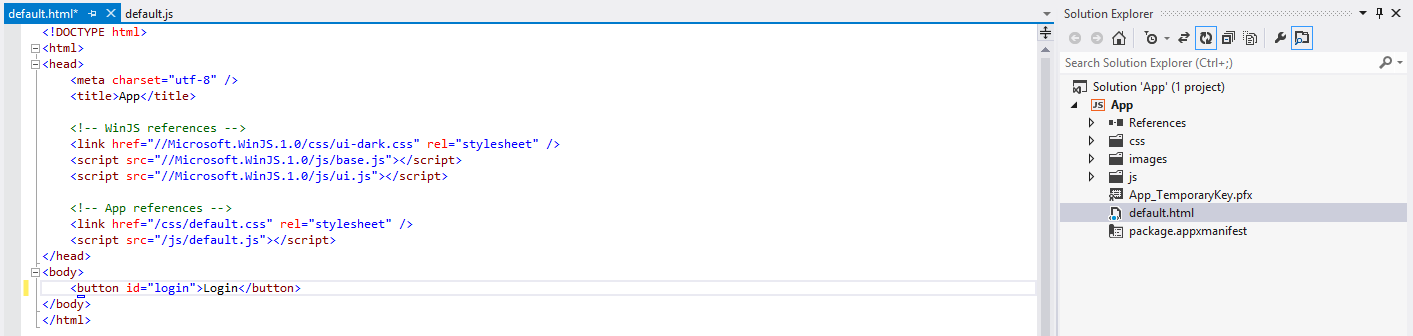 default.html*
default.js
<!DOCTYPE html>
<html>
<head>
    <meta charset="utf-8" />
    <title>App</title>

    <!-- WinJS references -->
    <link href="//Microsoft.WinJS.1.0/css/ui-dark.css" rel="stylesheet" />
    <script src="//Microsoft.WinJS.1.0/js/base.js"></script>
    <script src="//Microsoft.WinJS.1.0/js/ui.js"></script>

    <!-- App references -->
    <link href="/css/default.css" rel="stylesheet" />
    <script src="/js/default.js"></script>
</head>
<body>
    <button id="login">Login</button>
</body>
</html>
Solution Explorer
Search Solution Explorer (Ctrl+;)
Solution 'App' (1 project)
JS App
References
css
images
js
App_TemporaryKey.pfx
default.html
package.appxmanifest